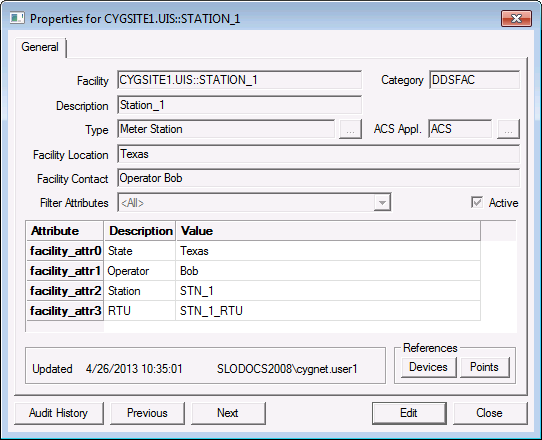 Properties for CYGSITE1.UIS::STATION_1
General
Facility CYGSITE1.UIS::STATION_1 Category DDSFAC
Description Station_1
Type Meter Station ... ACS Appl. ACS ...
Facility Location Texas
Facility Contact Operator Bob
Filter Attributes <All> Active
Attribute Description Value
facility_attr0 State Texas
facility_attr1 Operator Bob
facility_attr2 Station STN_1
facility_attr3 RTU STN_1_RTU
References
Updated 4/26/2013 10:35:01 SLODOCS2008\cygnet.user1 Devices Points
Audit History Previous Next Edit Close